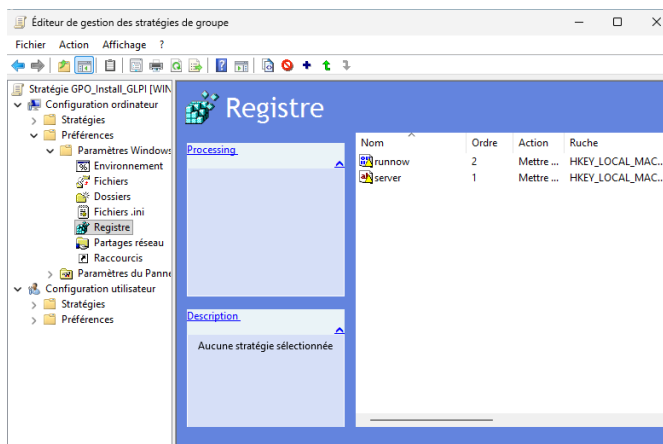 Éditeur de gestion des stratégies de groupe
Fichier Action Affichage ?
Stratégie GPO_Install_GLPI [WIN
Configuration ordinateur
Stratégies
Préférences
Paramètres Windows
Environnement
Fichiers
Dossiers
Fichiers .ini
Registre
Partages réseau
Raccourcis
Paramètres du Panne
Configuration utilisateur
Stratégies
Préférences
Registre
Processing
Description
Aucune stratégie sélectionnée
Nom Ordre Action Ruche
runnow 2 Mettre ... HKEY_LOCAL_MAC...
server 1 Mettre ... HKEY_LOCAL_MAC...